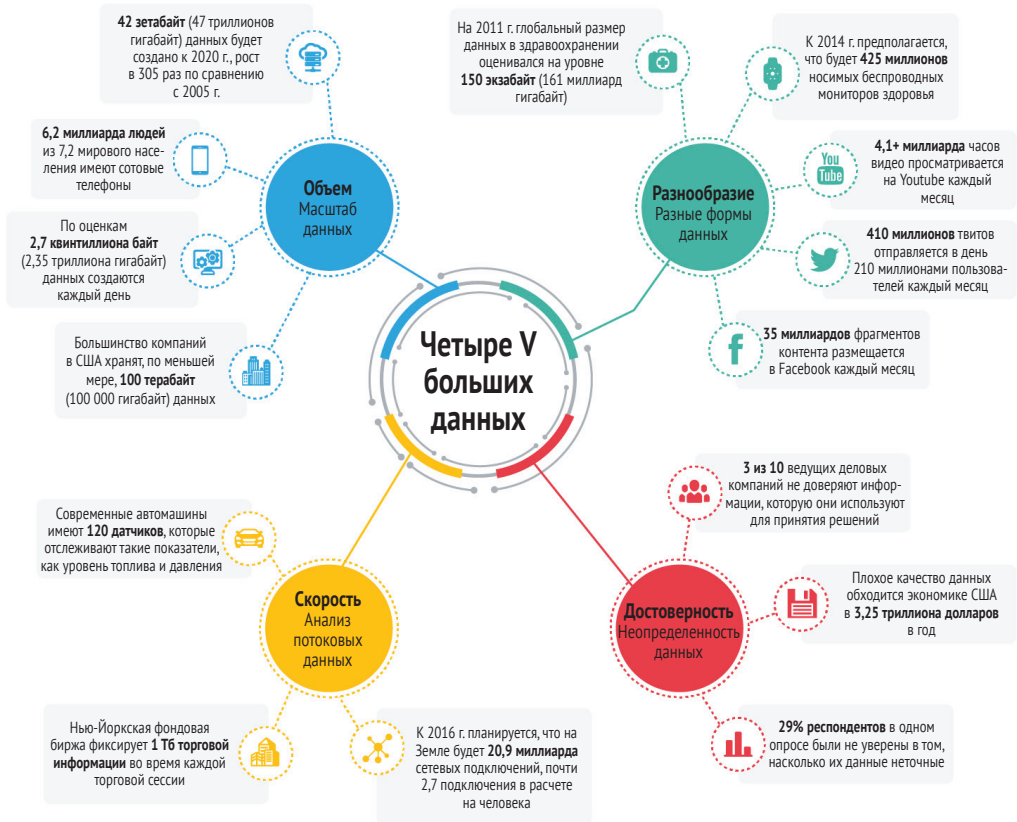 42 зетабайт (47 триллионов
гигабайт) данных будет
создано к 2020 г., рост
в 305 раз по сравнению
с 2005 г.
6,2 миллиарда людей
из 7,2 мирового насе-
ления имеют сотовые
телефоны
По оценкам
2,7 квинтиллиона байт
(2,35 триллиона гигабайт)
данных создаются
каждый день
Большинство компаний
в США хранят, по меньшей
мере, 100 терабайт
(100 000 гигабайт) данных
Объем
Масштаб
данных
На 2011 г. глобальный размер
данных в здравоохранении
оценивался на уровне
150 экзабайт (161 миллиард
гигабайт)
К 2014 г. предполагается,
что будет 425 миллионов
носимых беспроводных
мониторов здоровья
You
Tube
4,1+ миллиарда часов
видео просматривается
на Youtube каждый
месяц
410 миллионов твитов
отправляется в день
210 миллионами пользова-
телей каждый месяц
f
35 миллиардов фрагментов
контента размещается
в Facebook каждый месяц
Разнообразие
Разные формы
данных
Четыре V
больших
данных
Современные автомашины
имеют 120 датчиков, которые
отслеживают такие показатели,
как уровень топлива и давления
Скорость
Анализ
потоковых
данных
Нью-Йоркская фондовая
биржа фиксирует 1 Тб торговой
информации во время каждой
торговой сессии
К 2016 г. планируется, что на
Земле будет 20,9 миллиарда
сетевых подключений, почти
2,7 подключения в расчете
на человека
3 из 10 ведущих деловых
компаний не доверяют инфор-
мации, которую они используют
для принятия решений
Достоверность
Неопределенность
данных
Плохое качество данных
обходится экономике США
в 3,25 триллиона долларов
в год
29% респондентов в одном
опросе были не уверены в том,
насколько их данные неточные